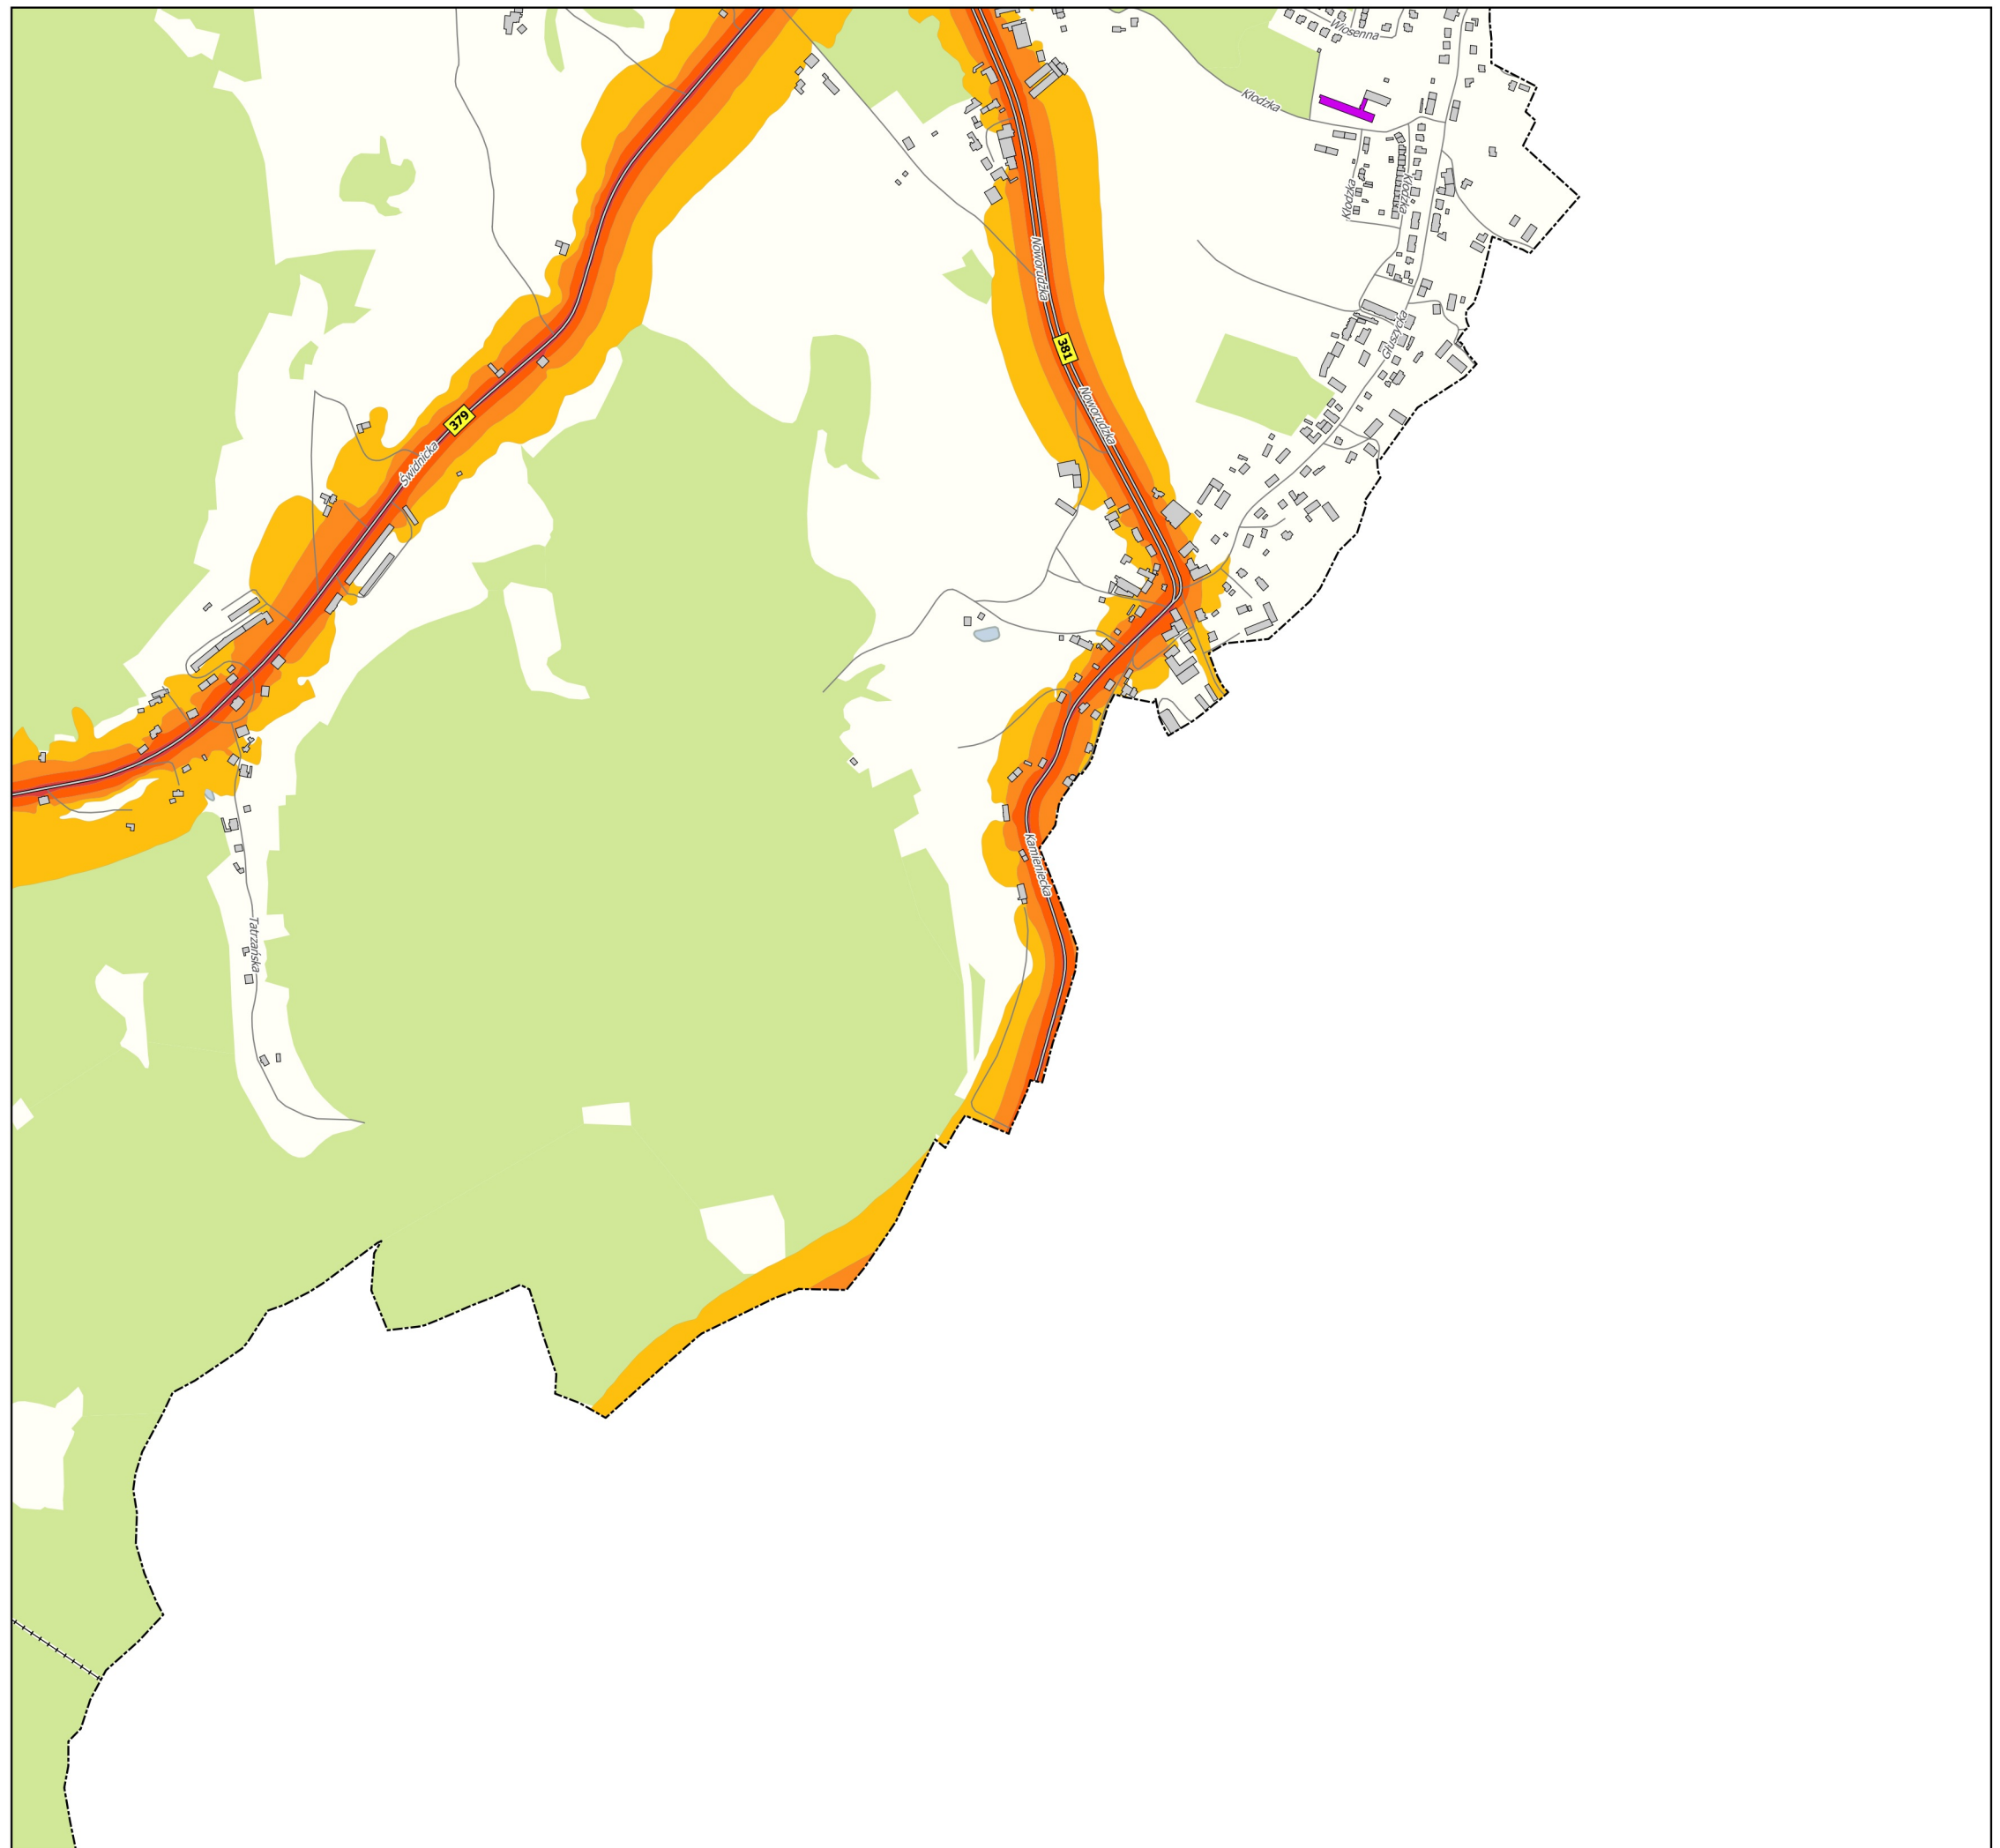 Wiosenna
Kłodzka
Kłodzka
Kłodzka
Noworudzka
381
Głuszycka
Noworudzka
379
Świdnicka
Kamieniecka
Tatrzańska